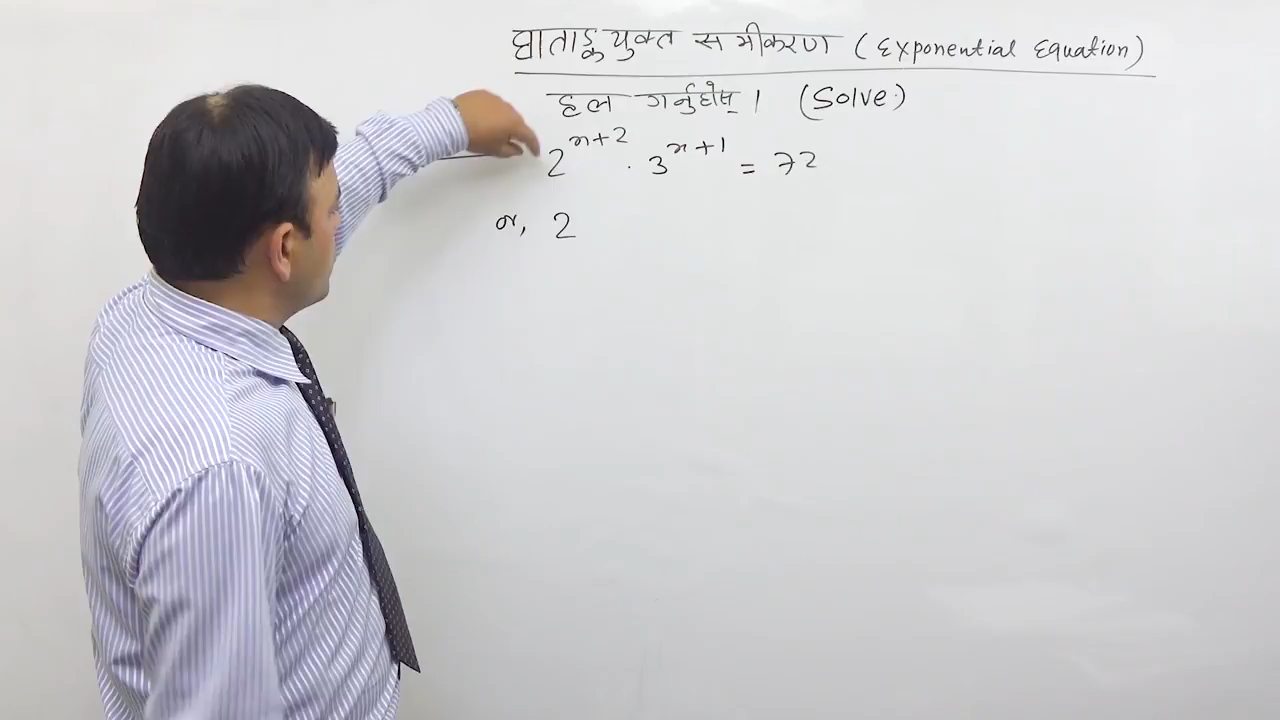 घाताङ्कयुक्त समीकरण (Exponential Equation)
हल गर्नुहोस् । (Solve)
2^{x+2} · 3^{x+1} = 72
or, 2